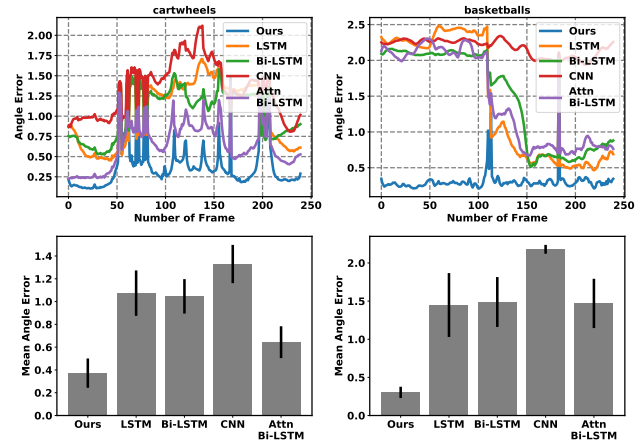 cartwheels
Angle Error
2.00
1.75
1.50
1.25
1.00
0.75
0.50
0.25
Ours
LSTM
Bi-LSTM
CNN
Attn
Bi-LSTM
0 50 100 150 200 250
Number of Frame
basketballs
Angle Error
2.5
2.0
1.5
1.0
0.5
Ours
LSTM
Bi-LSTM
CNN
Attn
Bi-LSTM
0 50 100 150 200 250
Number of Frame
Mean Angle Error
1.4
1.2
1.0
0.8
0.6
0.4
0.2
0.0
Ours LSTM Bi-LSTM CNN Attn
Bi-LSTM
Mean Angle Error
2.0
1.5
1.0
0.5
0.0
Ours LSTM Bi-LSTM CNN Attn
Bi-LSTM